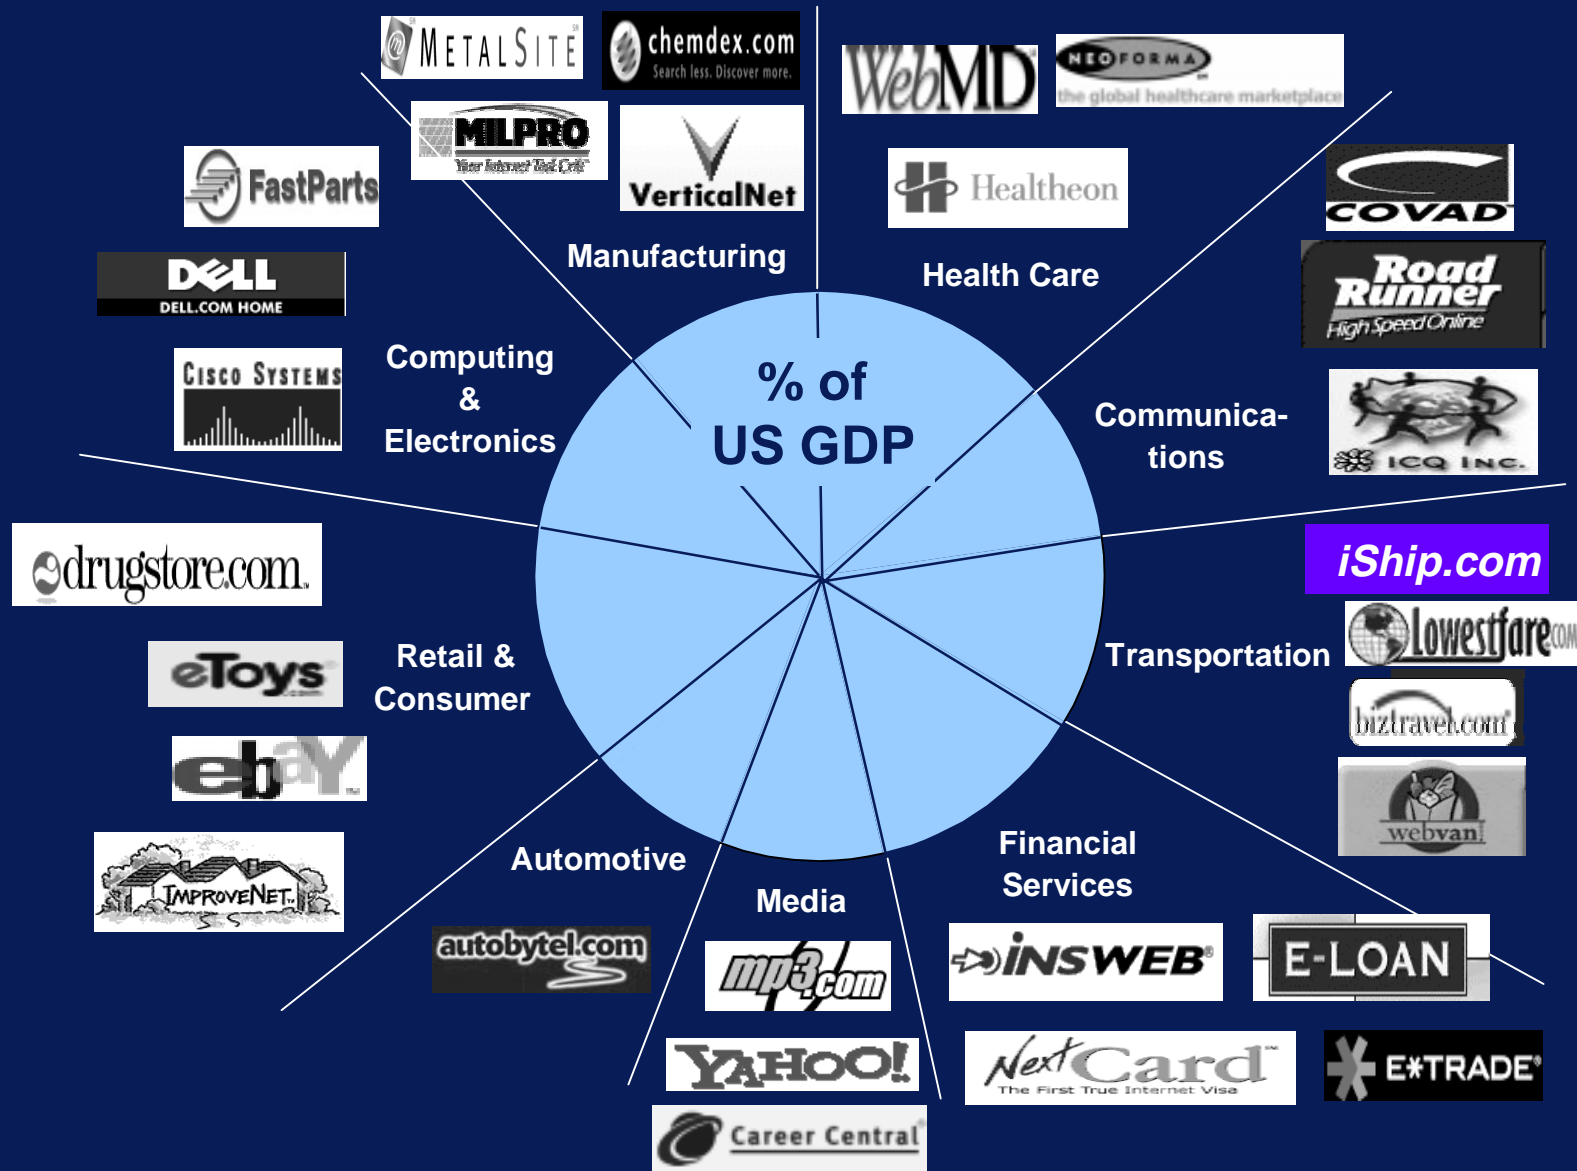 METALSITE
chemdex.com
Search less. Discover more.
MILPRO
Your Internet Tool Crib
VerticalNet
Manufacturing
WebMD
NEOFORMA
the global healthcare marketplace
Healtheon
Health Care
COVAD
Road
Runner
High Speed Online
ICQ INC.
Communica-
tions
FastParts
DELL
DELL.COM HOME
CISCO SYSTEMS
Computing
&
Electronics
% of
US GDP
iShip.com
Lowestfare.COM
biztravel.com
webvan
Transportation
drugstore.com
eToys
.com
ebaY
IMPROVENET
Retail &
Consumer
Automotive
autobytel.com
Media
mp3.com
YAHOO!
Career Central
Financial
Services
INSWEB
E-LOAN
NextCard
The First True Internet Visa
E*TRADE